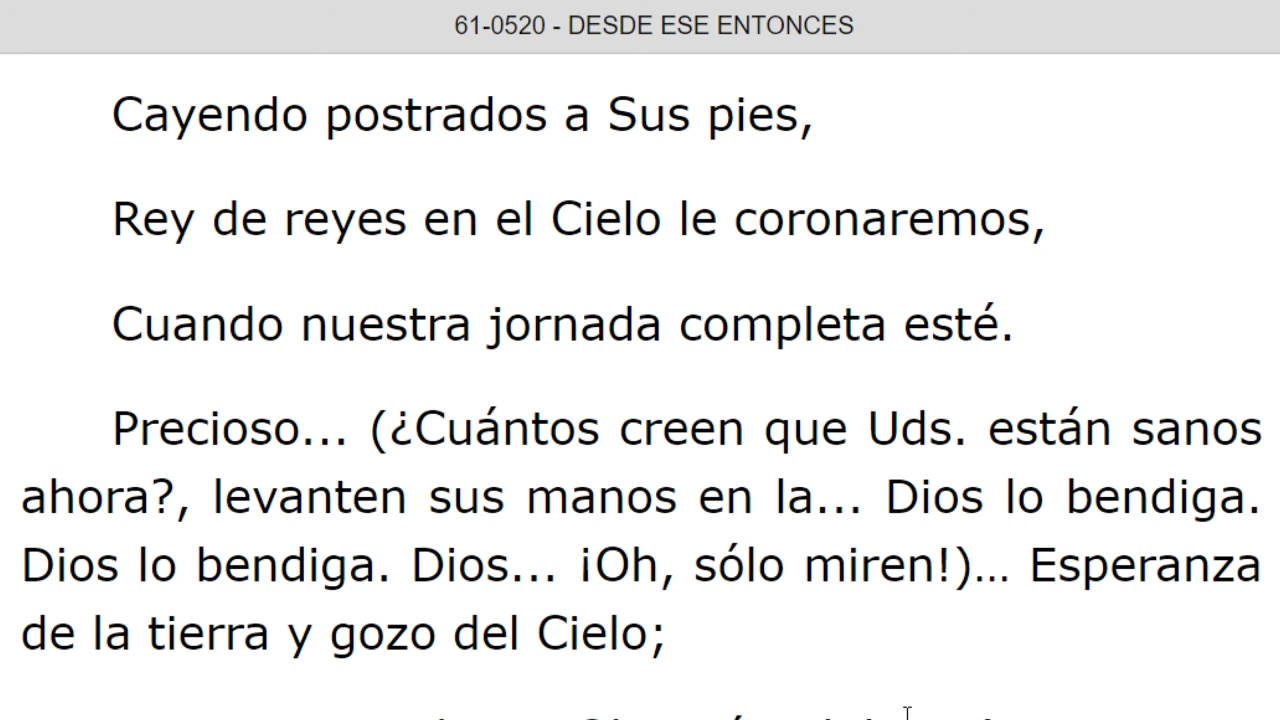 61-0520 - DESDE ESE ENTONCES
Cayendo postrados a Sus pies,
Rey de reyes en el Cielo le coronaremos,
Cuando nuestra jornada completa esté.
Precioso... (¿Cuántos creen que Uds. están sanos
ahora?, levanten sus manos en la... Dios lo bendiga.
Dios lo bendiga. Dios... ¡Oh, sólo miren!)... Esperanza
de la tierra y gozo del Cielo;